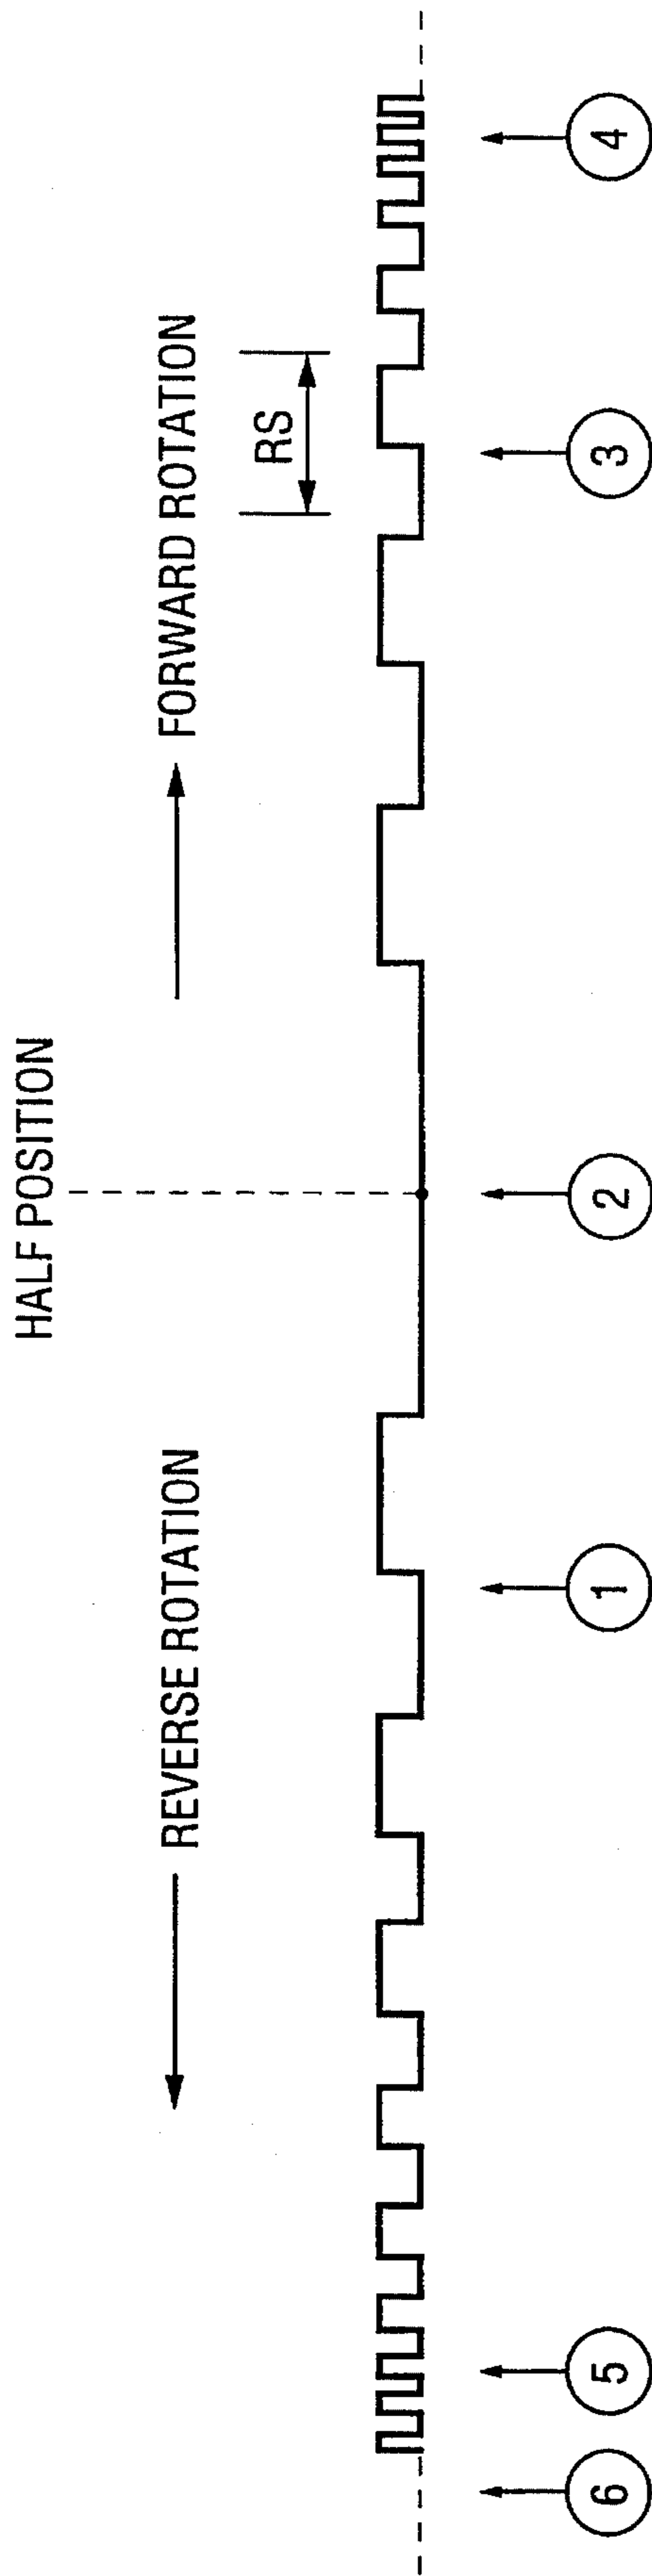 HALF POSITION
REVERSE ROTATION
FORWARD ROTATION
RS
6
5
1
2
3
4